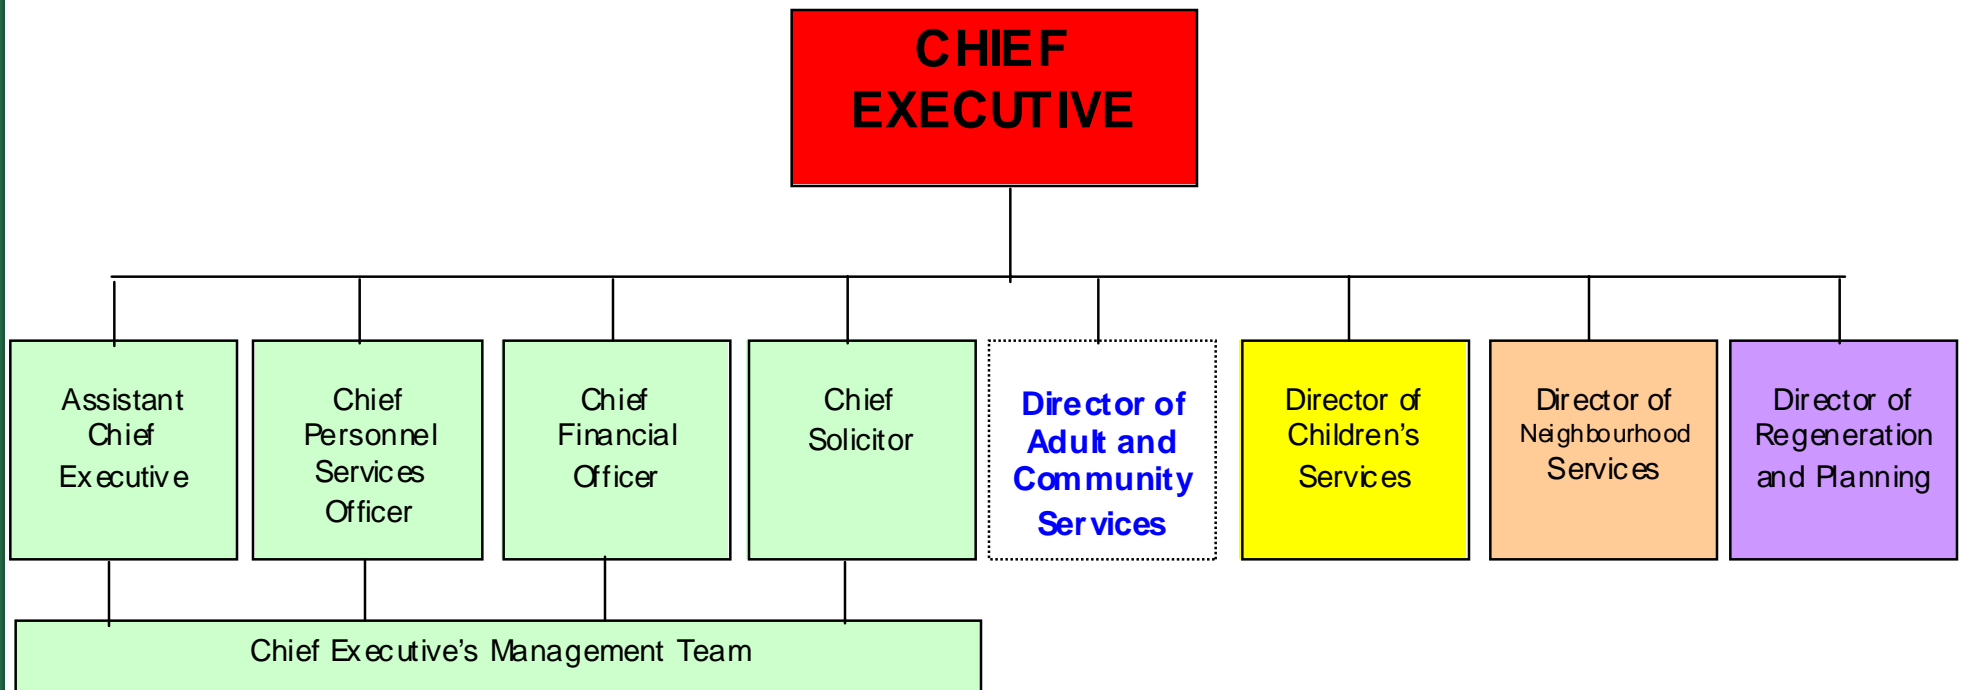 CHIEF
EXECUTIVE
Assistant
Chief
Executive
Chief
Personnel
Services
Officer
Chief
Financial
Officer
Chief
Solicitor
Director of
Adult and
Community
Services
Director of
Children’s
Services
Director of
Neighbourhood
Services
Director of
Regeneration
and Planning
Chief Executive’s Management Team